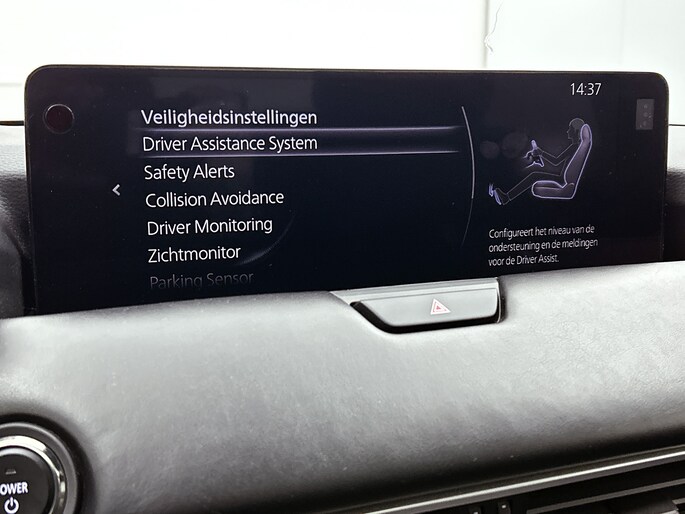 14:37
Veiligheidsinstellingen
Driver Assistance System
Safety Alerts
Collision Avoidance
Driver Monitoring
Zichtmonitor
Parking Sensor
Configureert het niveau van de
ondersteuning en de meldingen
voor de Driver Assist.
POWER